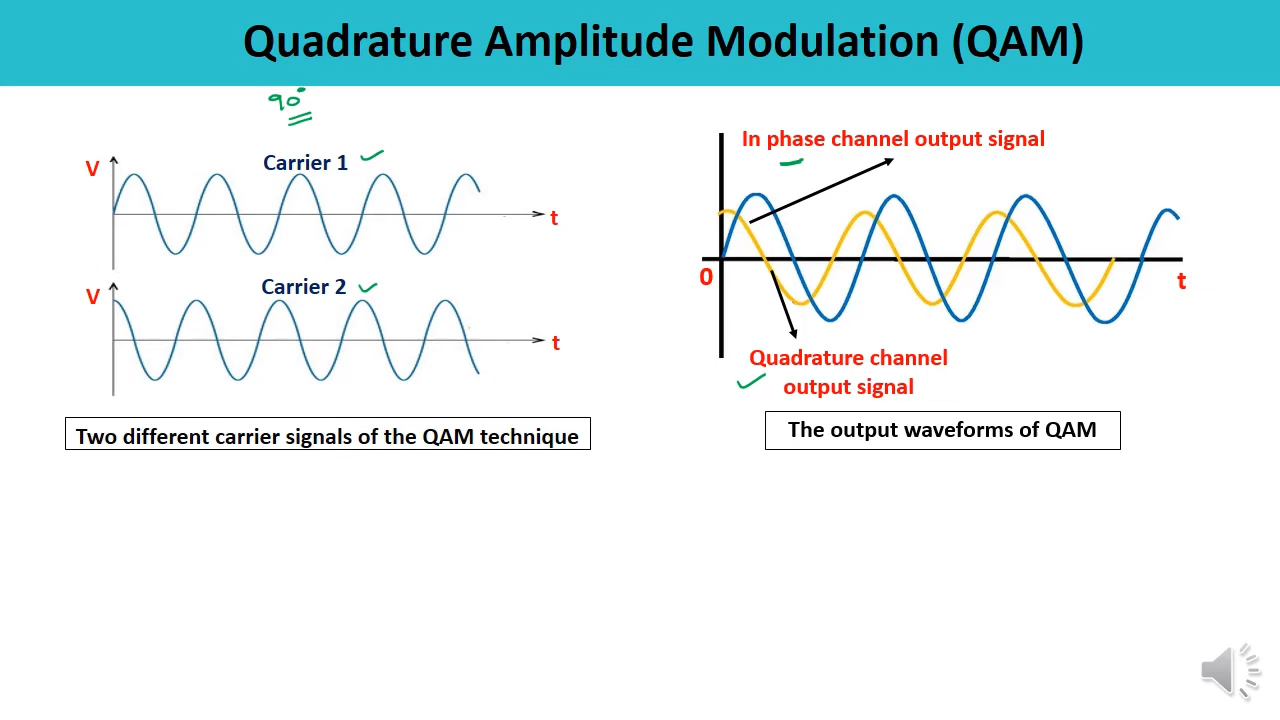 Quadrature Amplitude Modulation (QAM)
90°
Carrier 1
V
t
Carrier 2
V
t
Two different carrier signals of the QAM technique
In phase channel output signal
0
t
Quadrature channel
output signal
The output waveforms of QAM